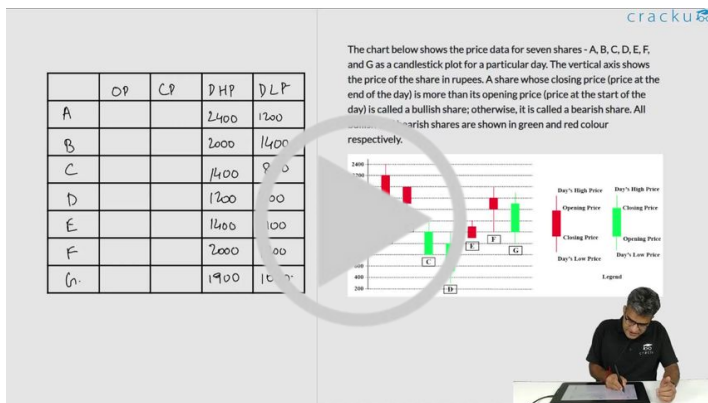 cracku
The chart below shows the price data for seven shares - A, B, C, D, E, F,
and G as a candlestick plot for a particular day. The vertical axis shows
the price of the share in rupees. A share whose closing price (price at the
end of the day) is more than its opening price (price at the start of the
day) is called a bullish share; otherwise, it is called a bearish share. All
bearish shares are shown in green and red colour
respectively.
OP CP DHP DLP
A 2400 1200
B 2000 1400
C 1400
D 1200
E 1400
F 2000
G. 1900
2400
400
200
C
D
E
F
G
Day's High Price Day's High Price
Opening Price Closing Price
Closing Price Opening Price
Day's Low Price Day's Low Price
Legend